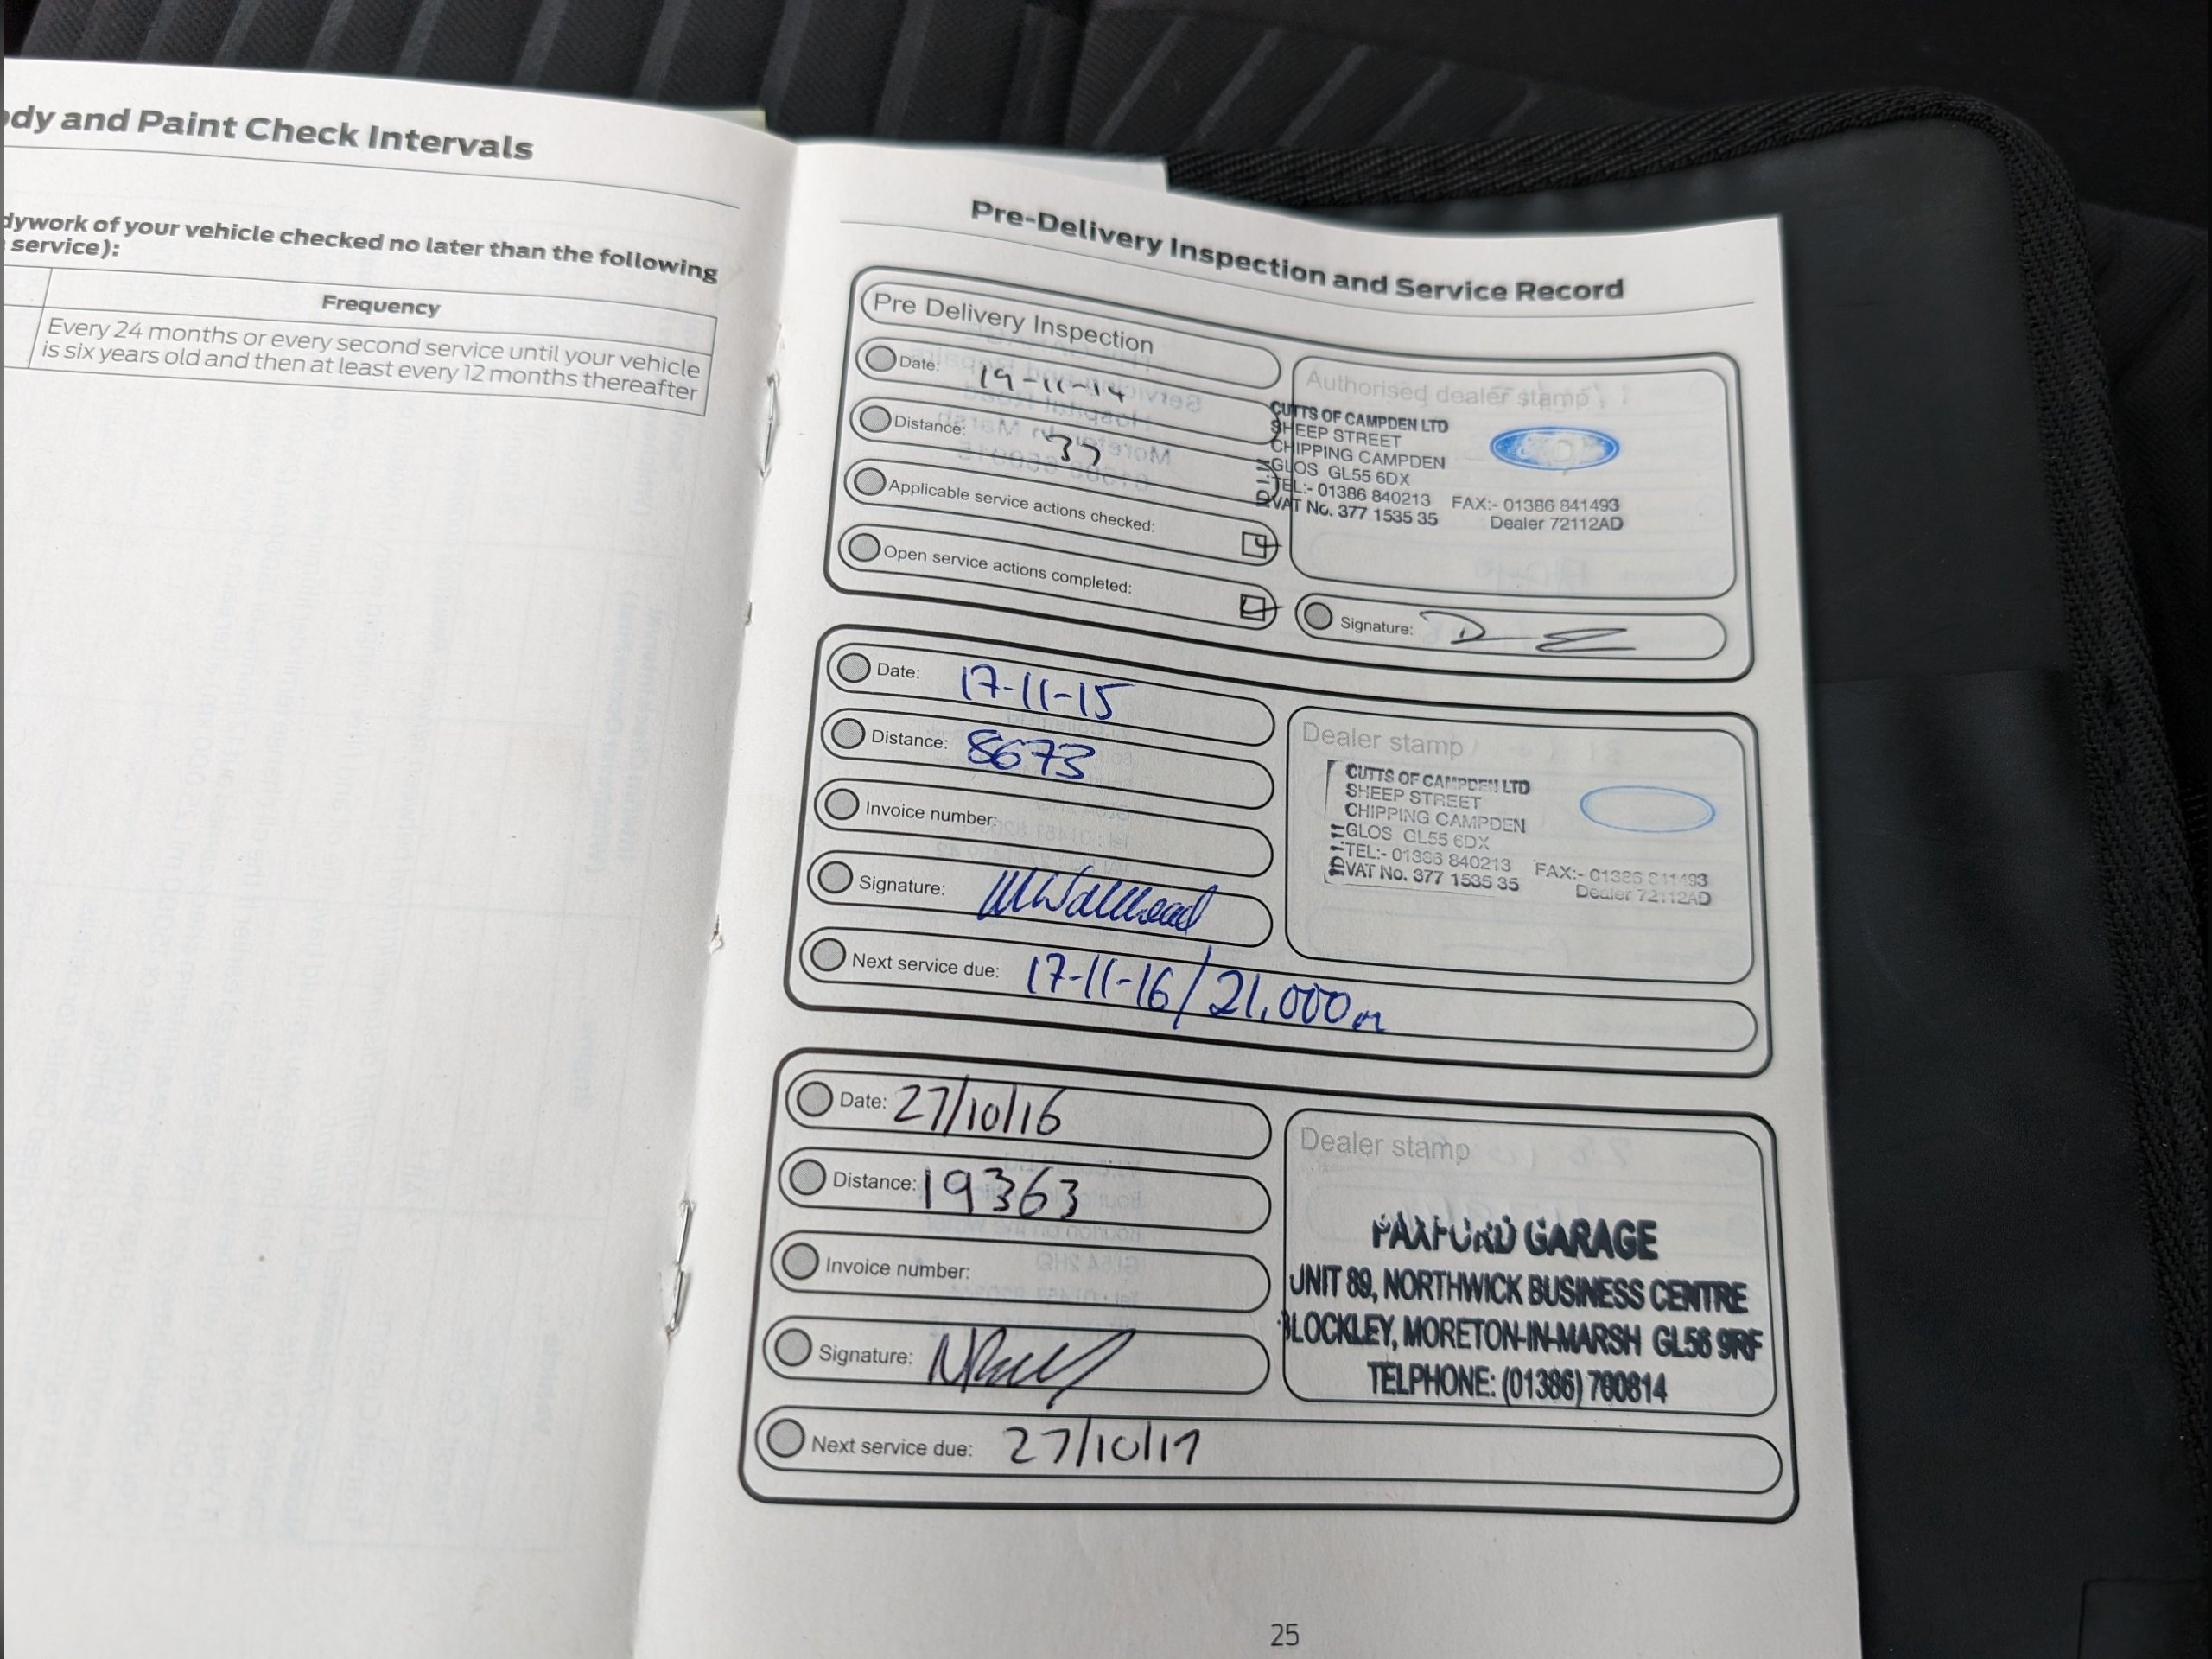 ody and Paint Check Intervals
dywork of your vehicle checked no later than the following
service):
Frequency
Every 24 months or every second service until your vehicle
is six years old and then at least every 12 months thereafter
Pre-Delivery Inspection and Service Record
Pre Delivery Inspection
Date: 19-11-14
Distance: 37
Applicable service actions checked:
Open service actions completed:
Authorised dealer stamp
CUTTS OF CAMPDEN LTD
SHEEP STREET
CHIPPING CAMPDEN
GLOS GL55 6DX
TEL:- 01386 840213 FAX:- 01386 841493
VAT No. 377 1535 35 Dealer 72112AD
Signature:
Date: 17-11-15
Distance: 8673
Invoice number:
Signature:
Next service due: 17-11-16/21,000m
Dealer stamp
CUTTS OF CAMPDEN LTD
SHEEP STREET
CHIPPING CAMPDEN
GLOS GL55 6DX
TEL:- 01386 840213 FAX:- 01386 841493
VAT No. 377 1535 35 Dealer 72112AD
Date: 27/10/16
Distance: 19363
Invoice number:
Signature:
Next service due: 27/10/17
Dealer stamp
PAXFORD GARAGE
UNIT 89, NORTHWICK BUSINESS CENTRE
BLOCKLEY, MORETON-IN-MARSH GL56 9RF
TELPHONE: (01386) 700814
25